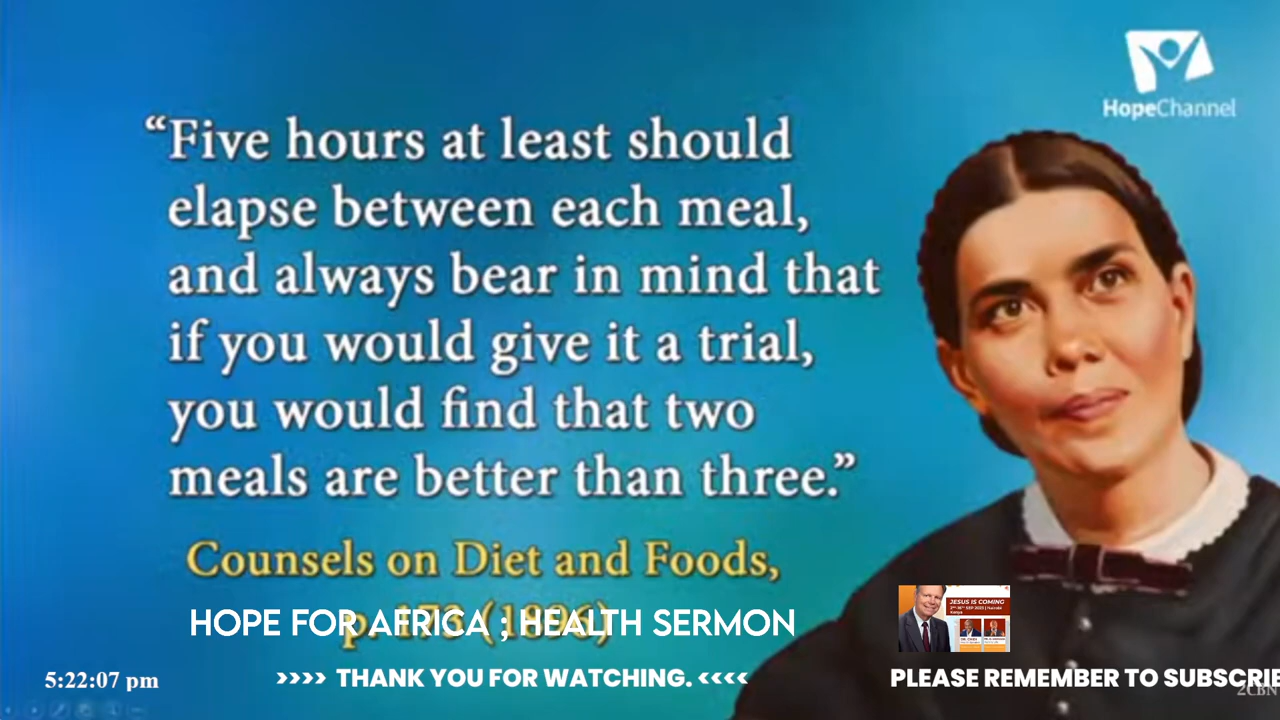 HopeChannel
“Five hours at least should
elapse between each meal,
and always bear in mind that
if you would give it a trial,
you would find that two
meals are better than three.”
Counsels on Diet and Foods,
HOPE FOR AFRICA ; HEALTH SERMON
JESUS IS COMING
5:22:07 pm
>>>> THANK YOU FOR WATCHING. <<<<
PLEASE REMEMBER TO SUBSCRIBE
2CBN